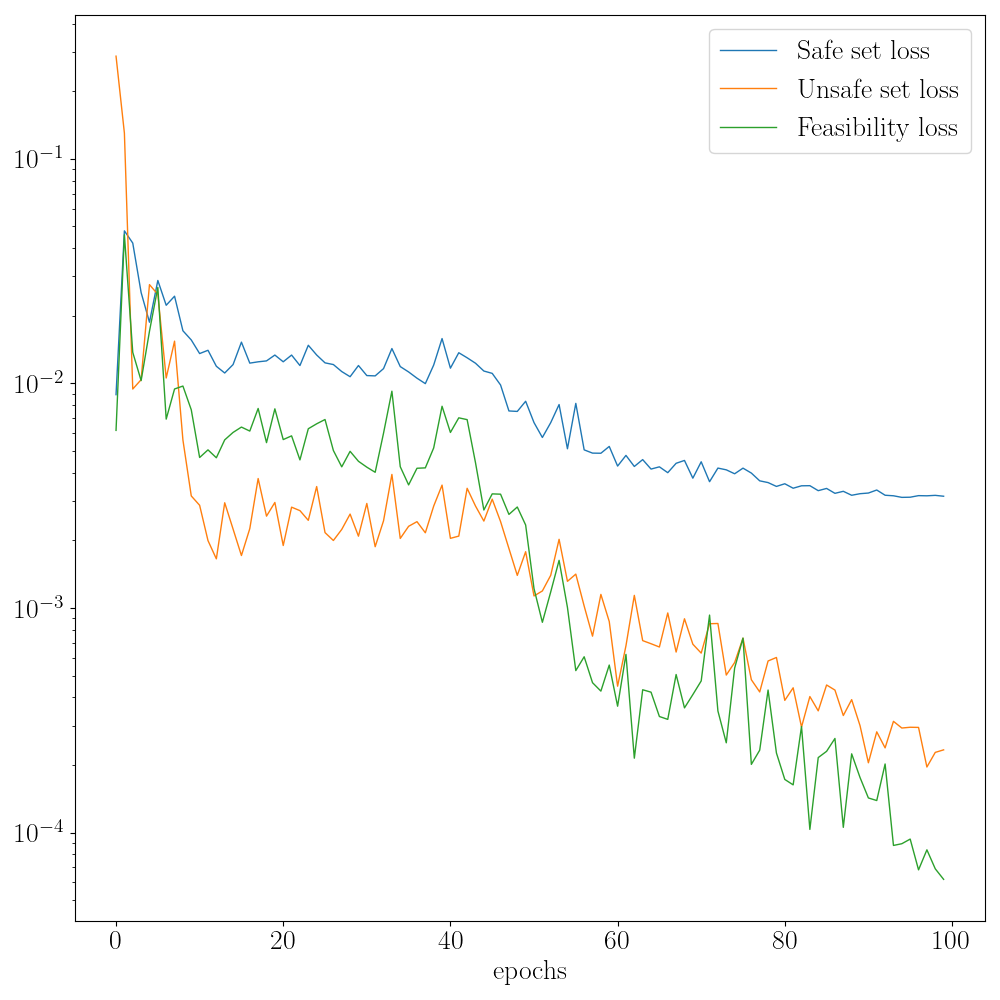 Safe set loss
Unsafe set loss
Feasibility loss
10⁻¹
10⁻²
10⁻³
10⁻⁴
0 20 40 60 80 100
epochs